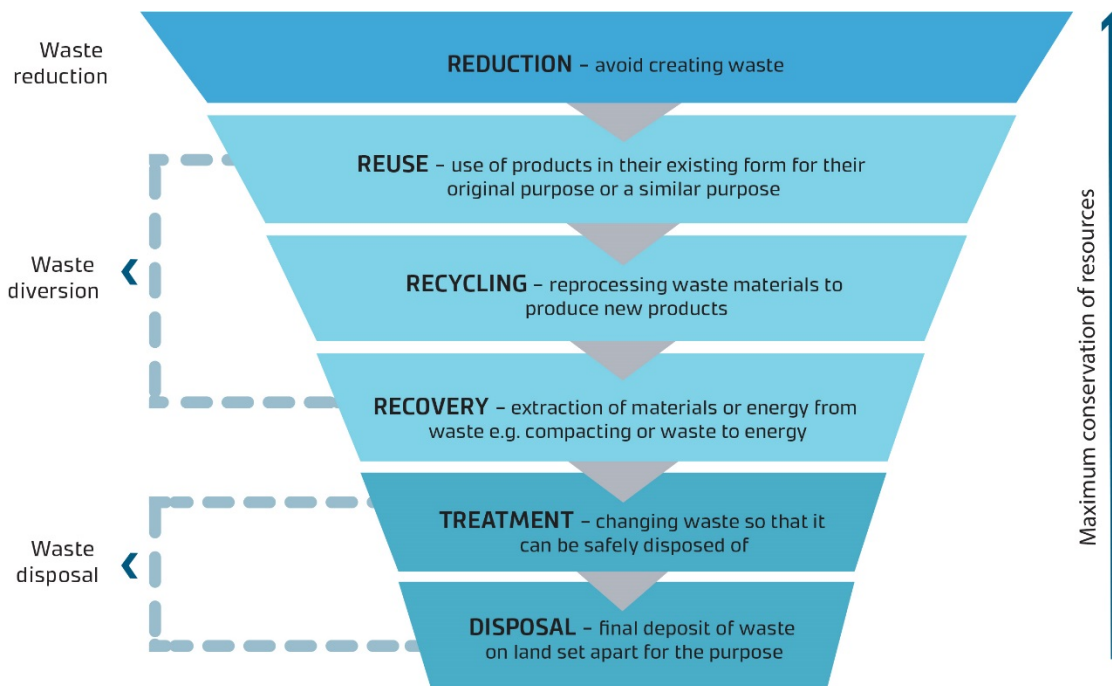 Waste
reduction
REDUCTION – avoid creating waste
REUSE – use of products in their existing form for their
original purpose or a similar purpose
Waste
diversion
RECYCLING – reprocessing waste materials to
produce new products
RECOVERY – extraction of materials or energy from
waste e.g. compacting or waste to energy
Waste
disposal
TREATMENT – changing waste so that it
can be safely disposed of
DISPOSAL – final deposit of waste
on land set apart for the purpose
Maximum conservation of resources